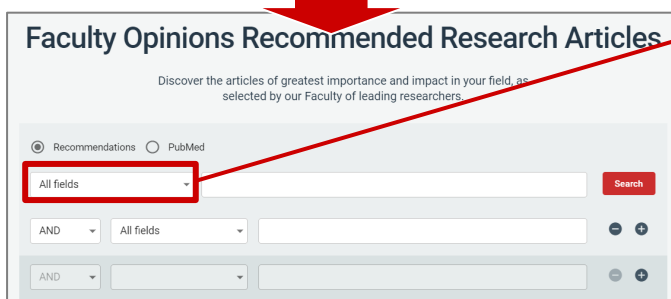 Faculty Opinions Recommended Research Articles
Discover the articles of greatest importance and impact in your field, as
selected by our Faculty of leading researchers.
Recommendations PubMed
All fields Search
AND All fields
AND